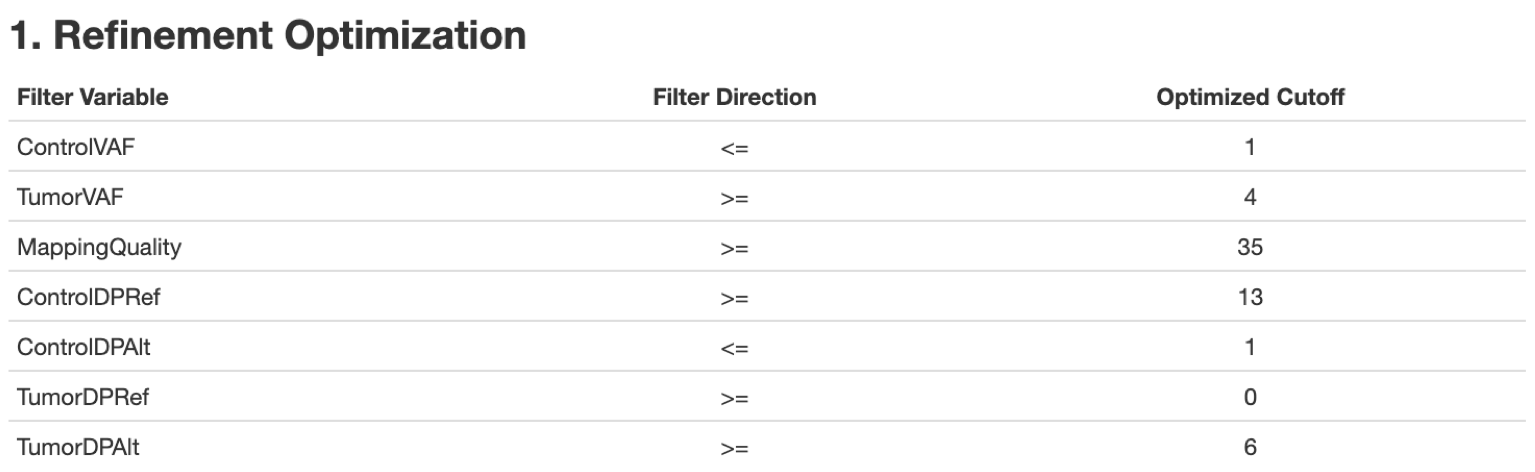 1. Refinement Optimization
Filter Variable Filter Direction Optimized Cutoff
ControlVAF <= 1
TumorVAF >= 4
MappingQuality >= 35
ControlDPRef >= 13
ControlDPAlt <= 1
TumorDPRef >= 0
TumorDPAlt >= 6